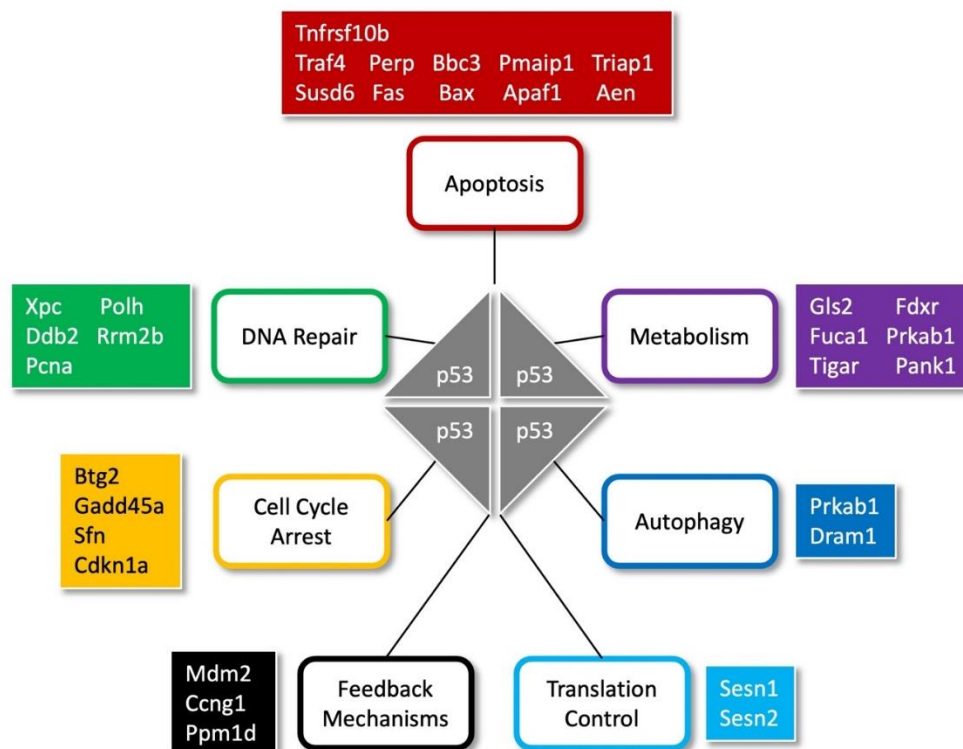 Tnfrsf10b
Traf4 Perp Bbc3 Pmaip1 Triap1
Susd6 Fas Bax Apaf1 Aen
Apoptosis
Xpc Polh
Ddb2 Rrm2b
Pcna
DNA Repair
p53 p53
p53 p53
Metabolism
Gls2 Fdxr
Fuca1 Prkab1
Tigar Pank1
Btg2
Gadd45a
Sfn
Cdkn1a
Cell Cycle
Arrest
Autophagy
Prkab1
Dram1
Mdm2
Ccng1
Ppm1d
Feedback
Mechanisms
Translation
Control
Sesn1
Sesn2